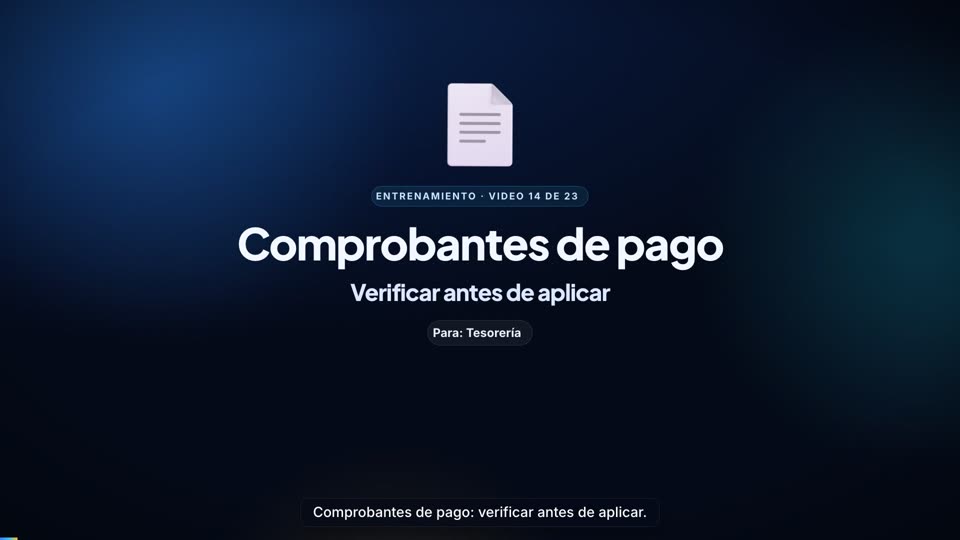 ENTRENAMIENTO · VIDEO 14 DE 23
Comprobantes de pago
Verificar antes de aplicar
Para: Tesorería
Comprobantes de pago: verificar antes de aplicar.